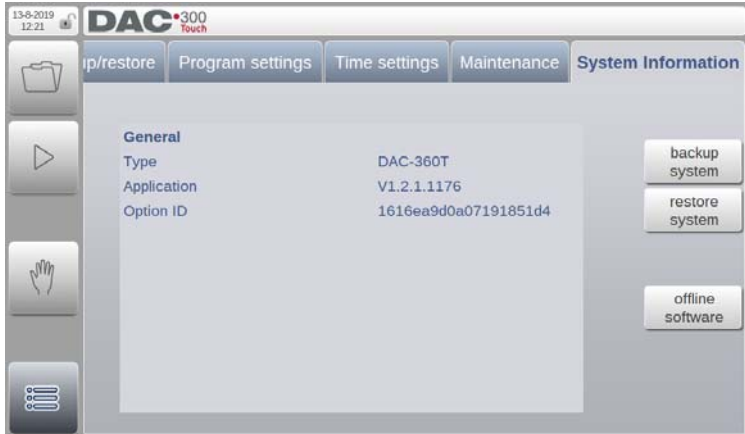 13-8-2019
12:21
DAC•300
Touch
ip/restore Program settings Time settings Maintenance System Information
General
Type DAC-360T
Application V1.2.1.1176
Option ID 1616ea9d0a07191851d4
backup
system
restore
system
offline
software